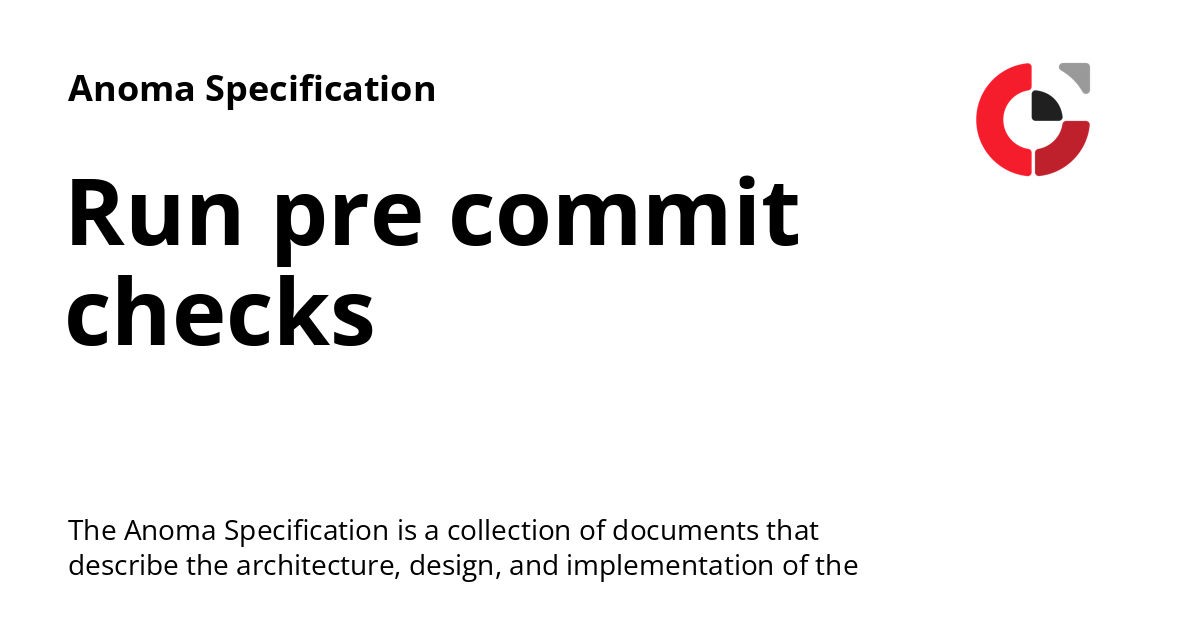 Anoma Specification
Run pre commit
checks
The Anoma Specification is a collection of documents that
describe the architecture, design, and implementation of the